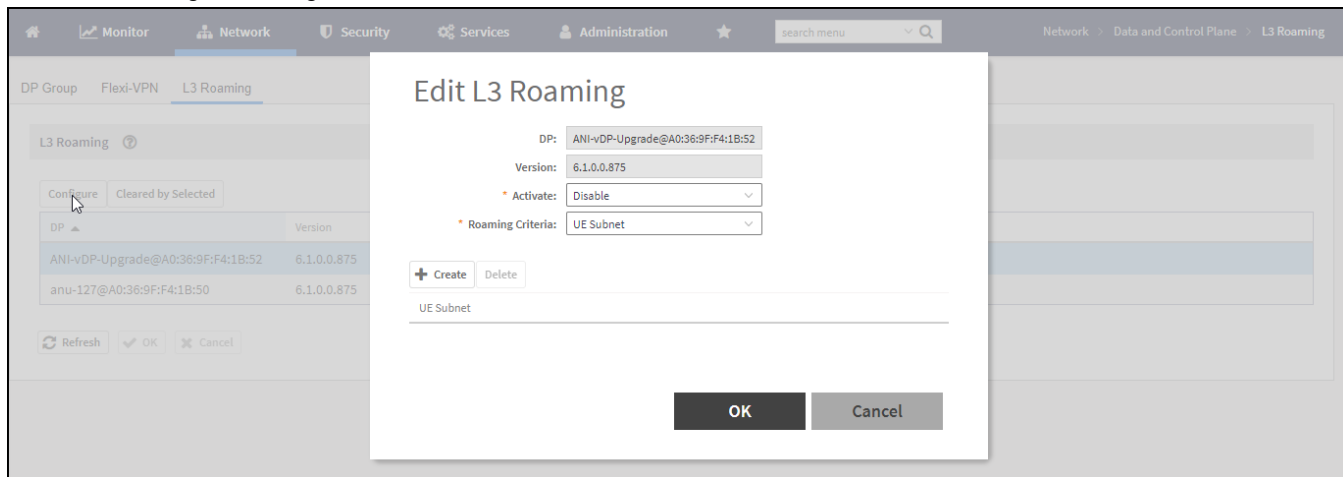 Monitor Network Security Services Administration search menu Network > Data and Control Plane > L3 Roaming
DP Group Flexi-VPN L3 Roaming
L3 Roaming
Configure Cleared by Selected
DP Version
ANI-vDP-Upgrade@A0:36:9F:F4:1B:52 6.1.0.0.875
anu-127@A0:36:9F:F4:1B:50 6.1.0.0.875
Refresh OK Cancel
Edit L3 Roaming
DP: ANI-vDP-Upgrade@A0:36:9F:F4:1B:52
Version: 6.1.0.0.875
* Activate: Disable
* Roaming Criteria: UE Subnet
+ Create Delete
UE Subnet
OK Cancel